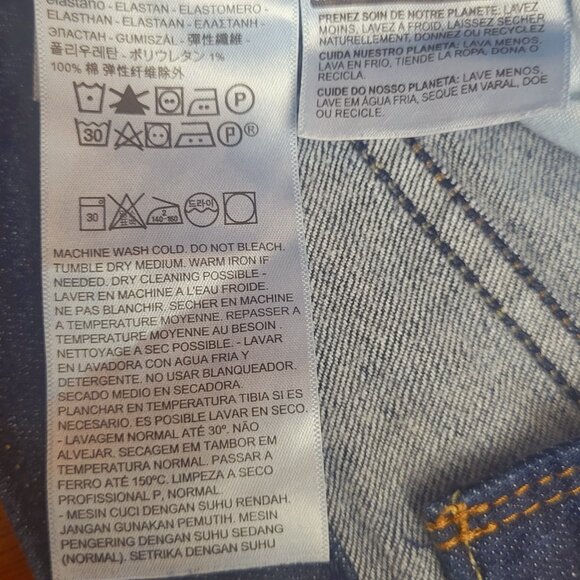 elastano - ELASTAN - ELASTOMERO
ELASTHAN - ELASTAAN - ΕΛΑΣΤΑΝΗ -
ЭЛАСТАН - GUMISZÁL - 彈性纖維 -
폴리우레탄 - ポリウレタン 1%
100% 棉 弹性纤维除外
P
30 P®
30 2 140-160 드라이
MACHINE WASH COLD. DO NOT BLEACH.
TUMBLE DRY MEDIUM. WARM IRON IF
NEEDED. DRY CLEANING POSSIBLE -
LAVER EN MACHINE A L'EAU FROIDE.
NE PAS BLANCHIR. SECHER EN MACHINE
A TEMPERATURE MOYENNE. REPASSER A
TEMPERATURE MOYENNE AU BESOIN.
NETTOYAGE A SEC POSSIBLE. - LAVAR
EN LAVADORA CON AGUA FRIA Y
DETERGENTE. NO USAR BLANQUEADOR.
SECADO MEDIO EN SECADORA.
PLANCHAR EN TEMPERATURA TIBIA SI ES
NECESARIO. ES POSIBLE LAVAR EN SECO.
- LAVAGEM NORMAL ATÉ 30º. NÃO
ALVEJAR. SECAGEM EM TAMBOR EM
TEMPERATURA NORMAL. PASSAR A
FERRO ATÉ 150ºC. LIMPEZA A SECO
PROFISSIONAL P, NORMAL.
- MESIN CUCI DENGAN SUHU RENDAH.
JANGAN GUNAKAN PEMUTIH. MESIN
PENGERING DENGAN SUHU SEDANG
(NORMAL). SETRIKA DENGAN SUHU
PRENEZ SOIN DE NOTRE PLANETE: LAVEZ
MOINS, LAVEZ À FROID, LAISSEZ SÉCHER
NATURELLEMENT, DONNEZ OU RECYCLEZ
CUIDA NUESTRO PLANETA: LAVA MENOS,
LAVA EN FRIO, TIENDE LA ROPA, DONA O
RECICLA.
CUIDE DO NOSSO PLANETA: LAVE MENOS,
LAVE EM ÁGUA FRIA, SEQUE EM VARAL, DOE
OU RECICLE.